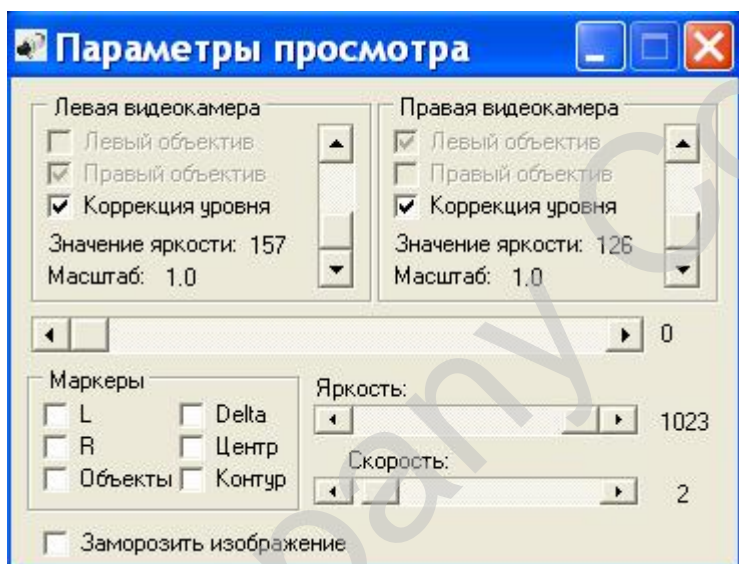 Параметры просмотра
Левая видеокамера
Левый объектив
Правый объектив
Коррекция уровня
Значение яркости: 157
Масштаб: 1.0
Правая видеокамера
Левый объектив
Правый объектив
Коррекция уровня
Значение яркости: 126
Масштаб: 1.0
0
Маркеры
L Delta
R Центр
Объекты Контур
Яркость:
1023
Скорость:
2
Заморозить изображение